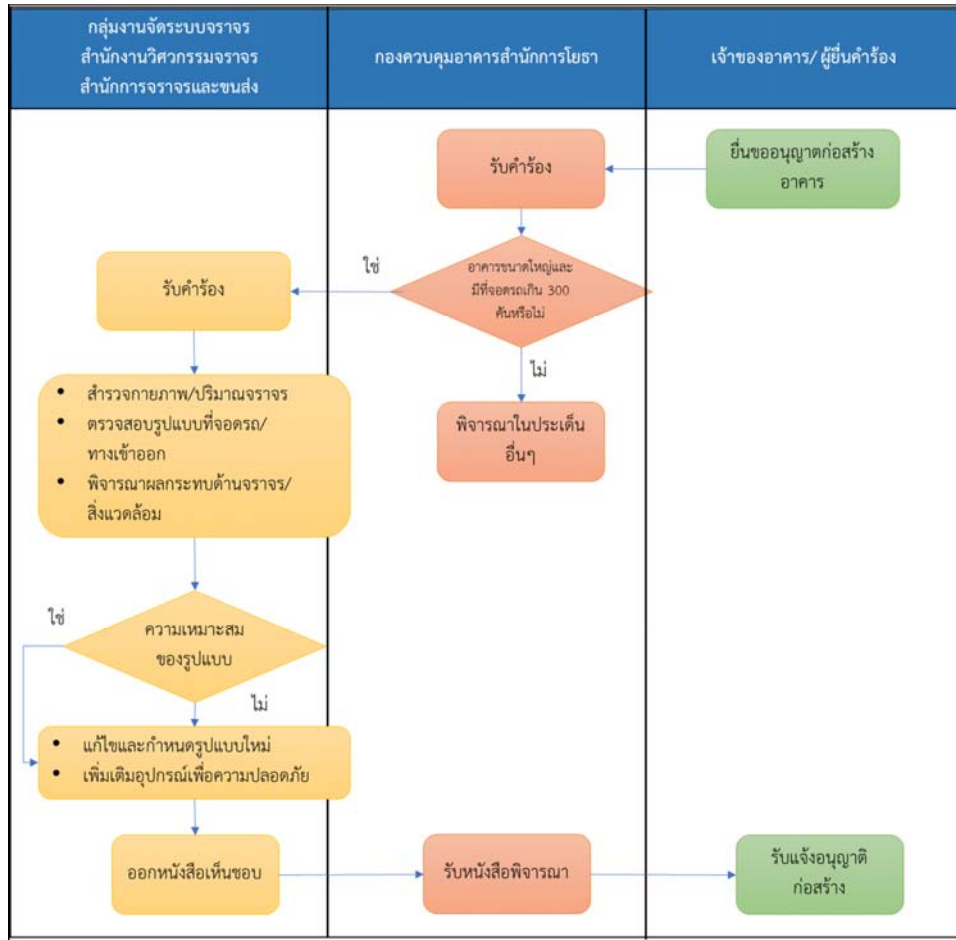 กลุ่มงานจัดระบบจราจร
สำนักงานวิศวกรรมจราจร
สำนักการจราจรและขนส่ง
กองควบคุมอาคารสำนักการโยธา
เจ้าของอาคาร/ ผู้ยื่นคำร้อง
ยื่นขออนุญาตก่อสร้าง
อาคาร
รับคำร้อง
อาคารขนาดใหญ่และ
มีที่จอดรถเกิน 300
คันหรือไม่
ใช่
ไม่
รับคำร้อง
พิจารณาในประเด็น
อื่นๆ
• สำรวจกายภาพ/ปริมาณจราจร
• ตรวจสอบรูปแบบที่จอดรถ/
ทางเข้าออก
• พิจารณาผลกระทบด้านจราจร/
สิ่งแวดล้อม
ใช่
ความเหมาะสม
ของรูปแบบ
ไม่
• แก้ไขและกำหนดรูปแบบใหม่
• เพิ่มเติมอุปกรณ์เพื่อความปลอดภัย
ออกหนังสือเห็นชอบ
รับหนังสือพิจารณา
รับแจ้งอนุญาติ
ก่อสร้าง